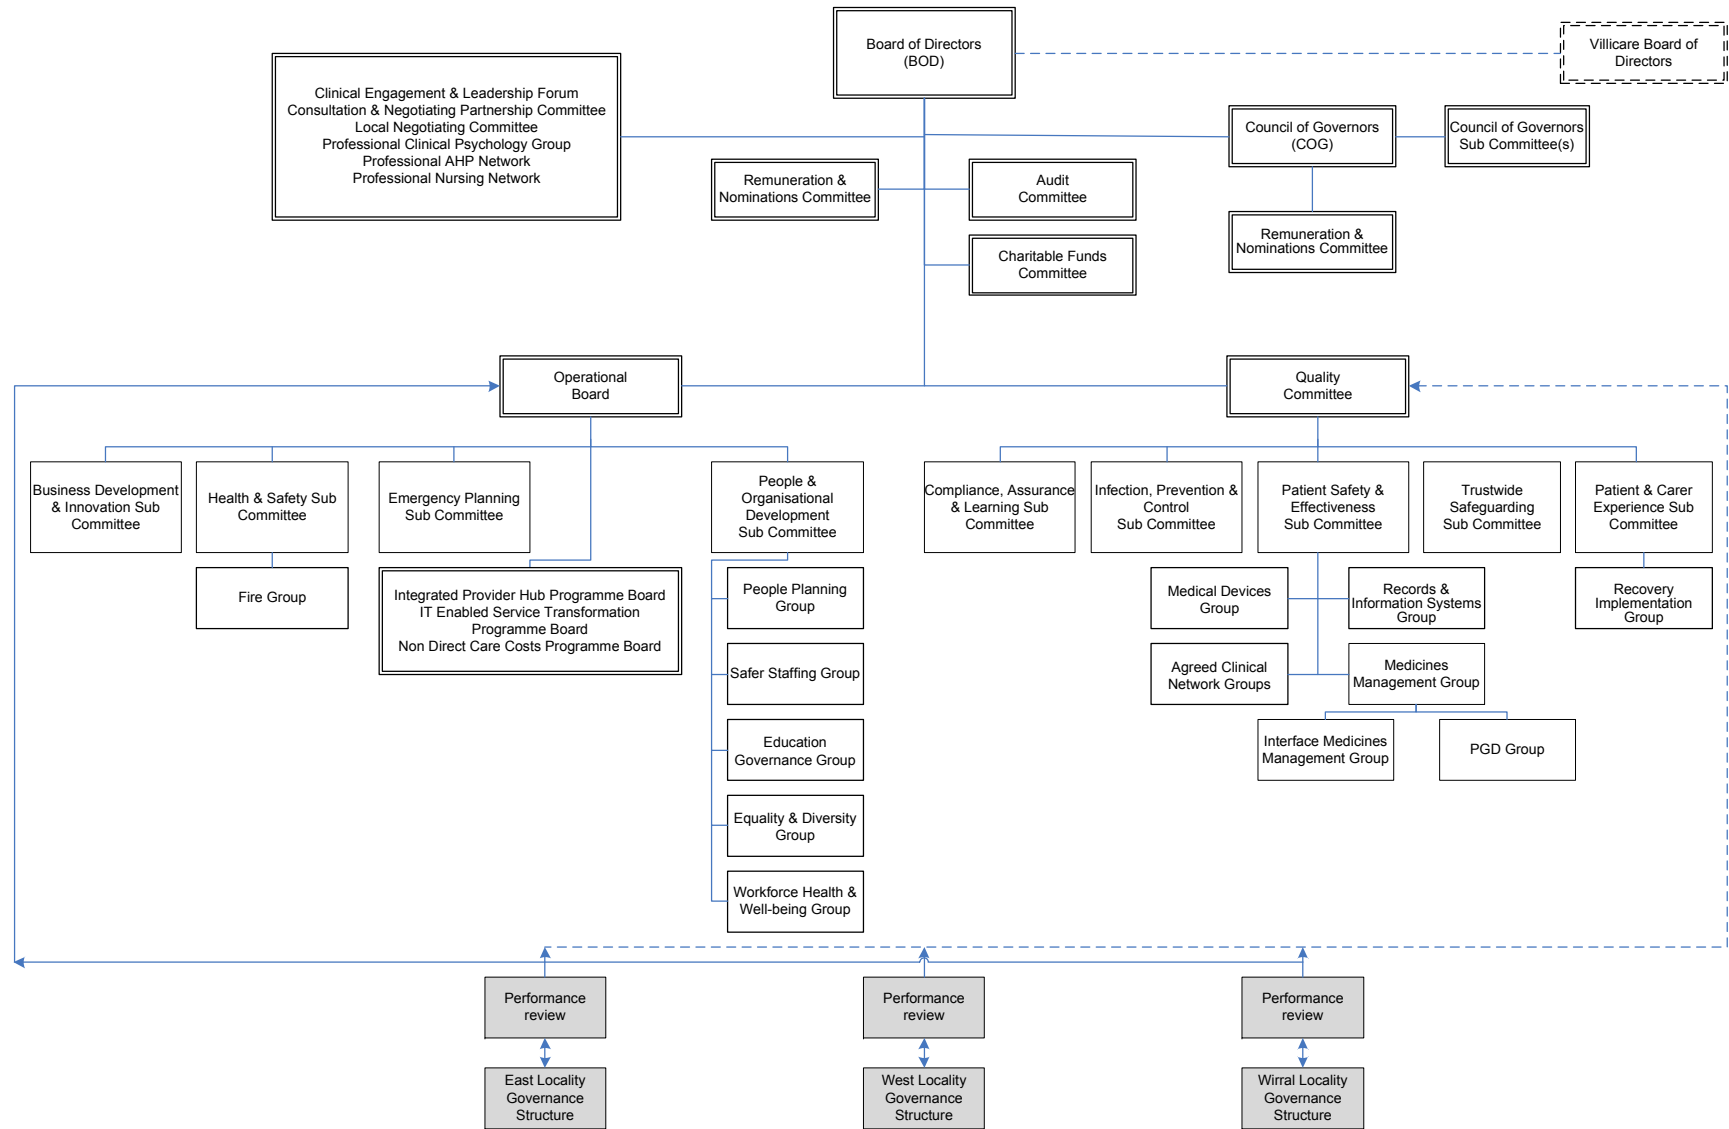 Board of Directors
(BOD)
Villicare Board of
Directors
Clinical Engagement & Leadership Forum
Consultation & Negotiating Partnership Committee
Local Negotiating Committee
Professional Clinical Psychology Group
Professional AHP Network
Professional Nursing Network
Council of Governors
(COG)
Council of Governors
Sub Committee(s)
Remuneration &
Nominations Committee
Audit
Committee
Remuneration &
Nominations Committee
Charitable Funds
Committee
Operational
Board
Quality
Committee
Business Development
& Innovation Sub
Committee
Health & Safety Sub
Committee
Emergency Planning
Sub Committee
People &
Organisational
Development
Sub Committee
Compliance, Assurance
& Learning Sub
Committee
Infection, Prevention &
Control
Sub Committee
Patient Safety &
Effectiveness
Sub Committee
Trustwide
Safeguarding
Sub Committee
Patient & Carer
Experience Sub
Committee
Fire Group
Integrated Provider Hub Programme Board
IT Enabled Service Transformation
Programme Board
Non Direct Care Costs Programme Board
People Planning
Group
Medical Devices
Group
Records &
Information Systems
Group
Recovery
Implementation
Group
Safer Staffing Group
Agreed Clinical
Network Groups
Medicines
Management Group
Education
Governance Group
Interface Medicines
Management Group
PGD Group
Equality & Diversity
Group
Workforce Health &
Well-being Group
Performance
review
Performance
review
Performance
review
East Locality
Governance
Structure
West Locality
Governance
Structure
Wirral Locality
Governance
Structure